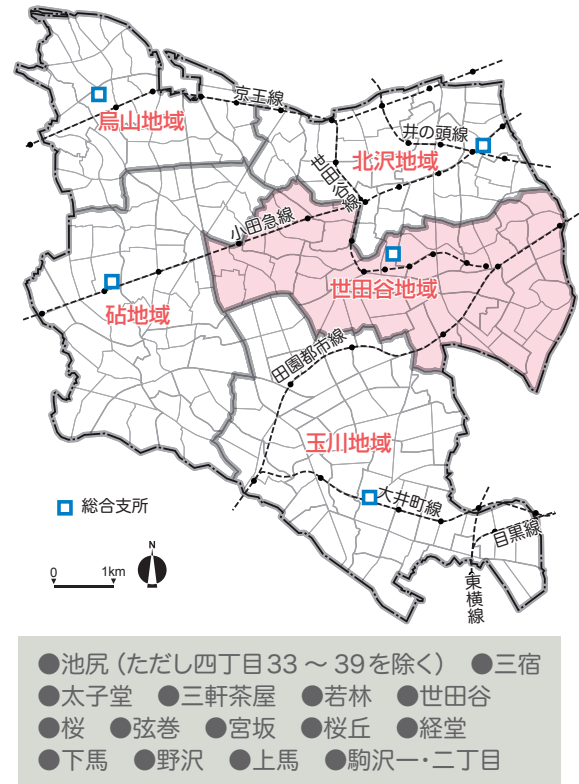 京王線
烏山地域
井の頭線
北沢地域
世田谷線
小田急線
世田谷地域
砧地域
田園都市線
玉川地域
大井町線
総合支所
目黒線
N
0 1km
東横線
●池尻（ただし四丁目33 ～ 39を除く） ●三宿
●太子堂 ●三軒茶屋 ●若林 ●世田谷
●桜 ●弦巻 ●宮坂 ●桜丘 ●経堂
●下馬 ●野沢 ●上馬 ●駒沢一・二丁目